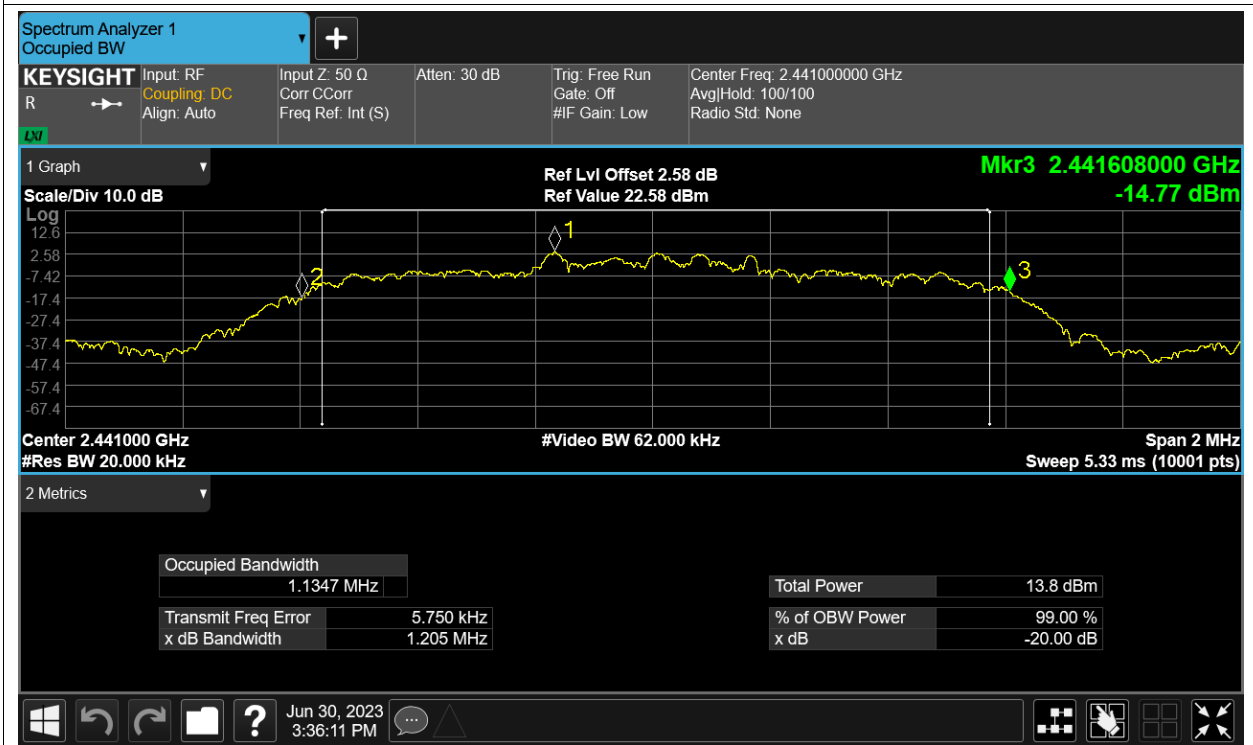 Spectrum Analyzer 1
Occupied BW
KEYSIGHT
R
LXI
Input: RF
Coupling: DC
Align: Auto
Input Z: 50 Ω
Corr CCorr
Freq Ref: Int (S)
Atten: 30 dB
Trig: Free Run
Gate: Off
#IF Gain: Low
Center Freq: 2.441000000 GHz
Avg|Hold: 100/100
Radio Std: None
1 Graph
Scale/Div 10.0 dB
Ref Lvl Offset 2.58 dB
Ref Value 22.58 dBm
Mkr3 2.441608000 GHz
-14.77 dBm
Log
12.6
2.58
-7.42
-17.4
-27.4
-37.4
-47.4
-57.4
-67.4
1
2
3
Center 2.441000 GHz
#Video BW 62.000 kHz
Span 2 MHz
#Res BW 20.000 kHz
Sweep 5.33 ms (10001 pts)
2 Metrics
Occupied Bandwidth
1.1347 MHz
Transmit Freq Error 5.750 kHz
x dB Bandwidth 1.205 MHz
Total Power 13.8 dBm
% of OBW Power 99.00 %
x dB -20.00 dB
?
Jun 30, 2023
3:36:11 PM